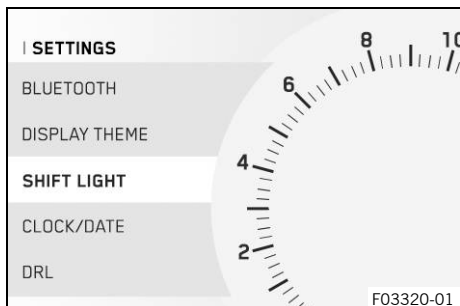 | SETTINGS
BLUETOOTH
DISPLAY THEME
SHIFT LIGHT
CLOCK/DATE
DRL
2
4
6
8
10
F03320-01